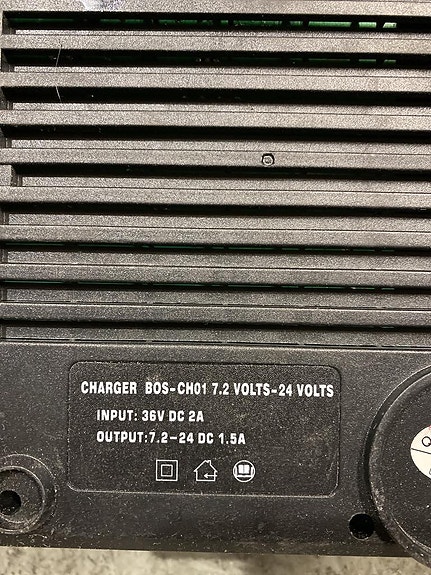 CHARGER BOS-CH01 7.2 VOLTS-24 VOLTS
INPUT: 36V DC 2A
OUTPUT:7.2-24 DC 1.5A